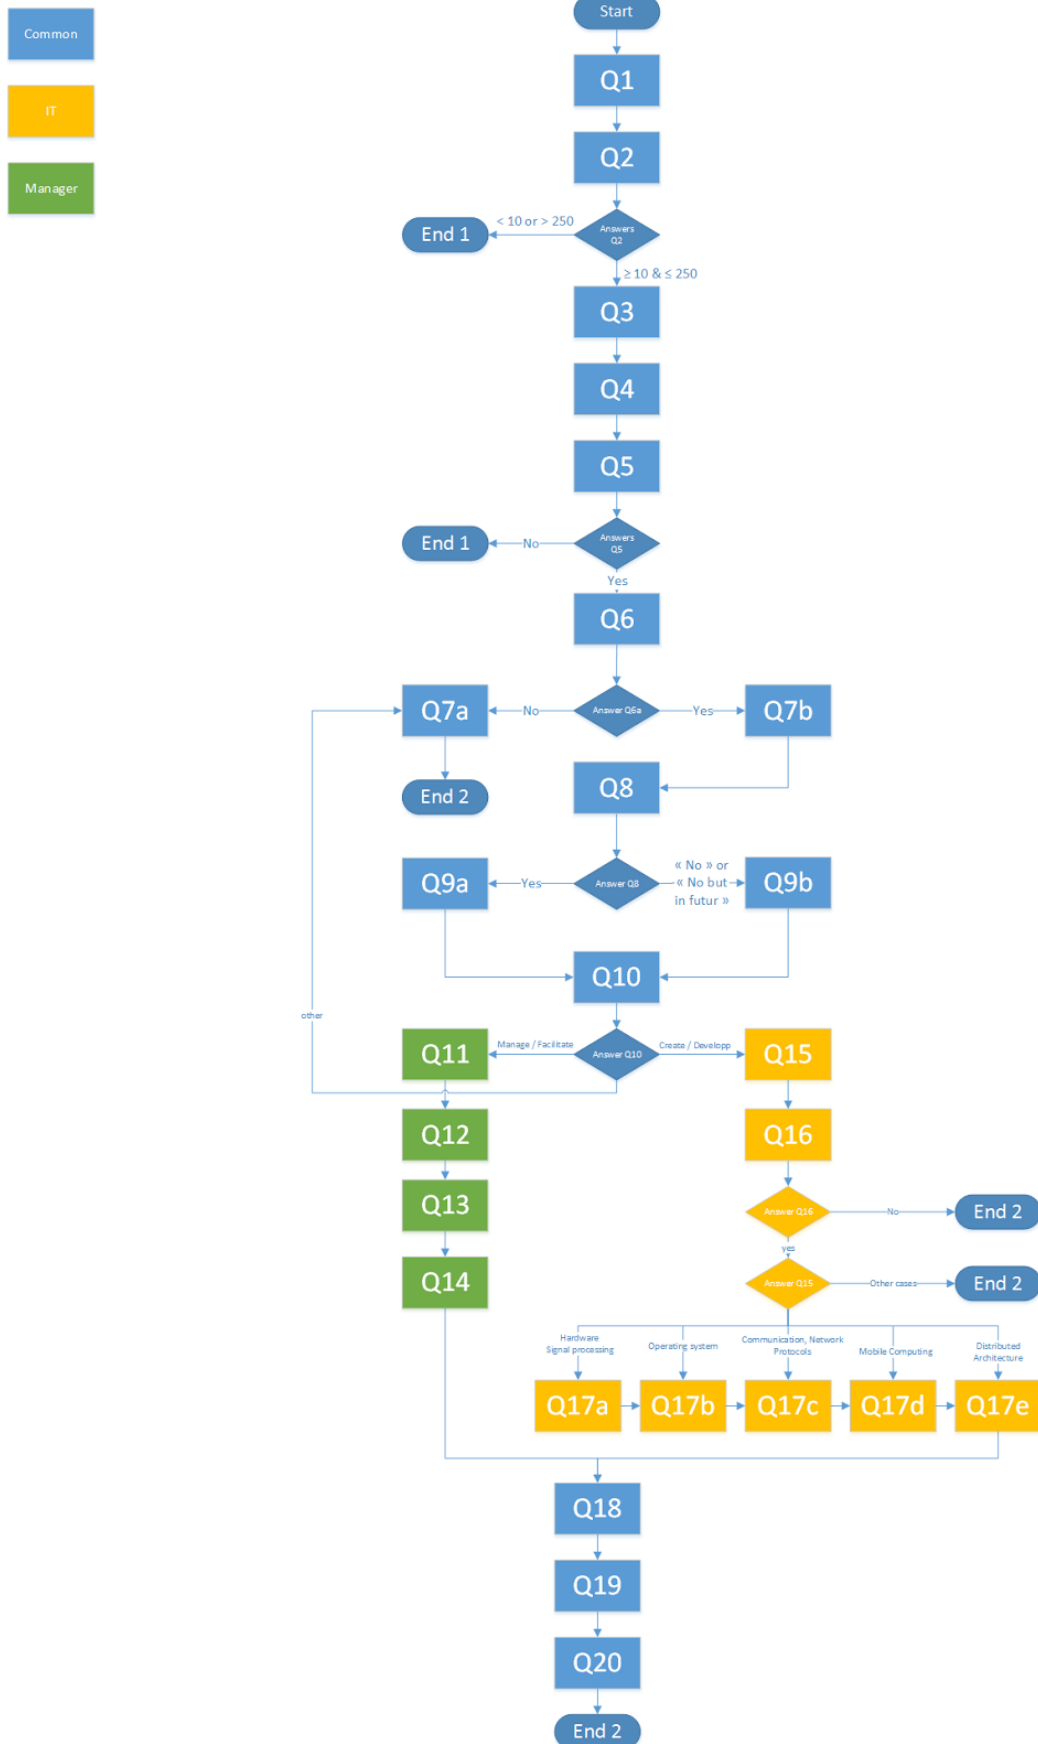 Start
Common
Q1
IT
Q2
Manager
< 10 or > 250
Answers
Q2
End 1
≥ 10 & ≤ 250
Q3
Q4
Q5
End 1
No
Answers
Q5
Yes
Q6
Q7a
No
Answer Q6a
Yes
Q7b
Q8
End 2
Q9a
Yes
Answer Q8
« No » or
« No but
in futur »
Q9b
Q10
other
Q11
Manage / Facilitate
Answer Q10
Create / Developp
Q15
Q12
Q16
Q13
Answer Q16
No
End 2
yes
Q14
Answer Q15
Other cases
End 2
Hardware
Signal processing
Operating system
Communication, Network
Protocols
Mobile Computing
Distributed
Architecture
Q17a
Q17b
Q17c
Q17d
Q17e
Q18
Q19
Q20
End 2